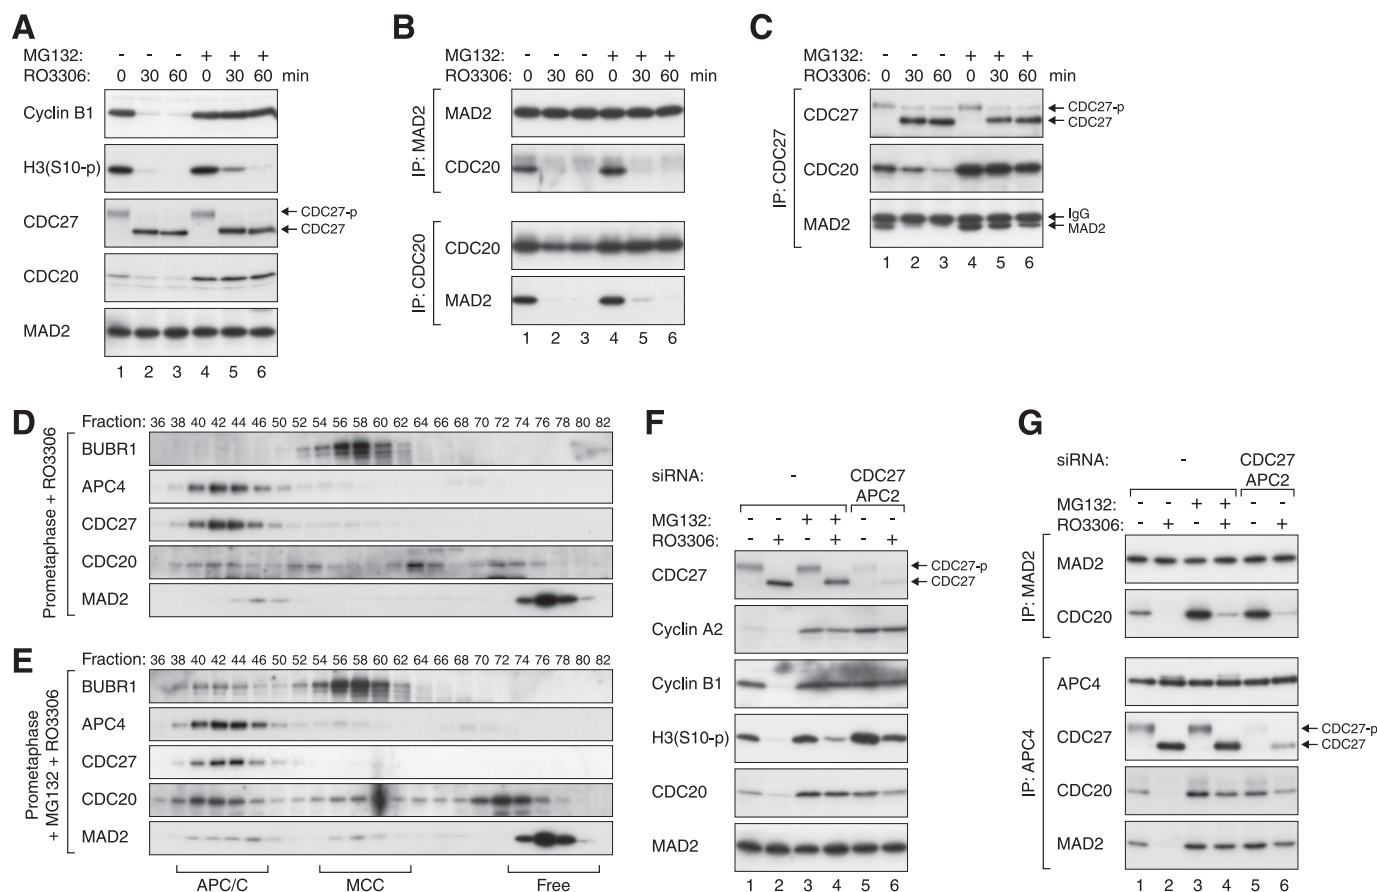 A
MG132: - - - + + +
RO3306: 0 30 60 0 30 60 min
Cyclin B1
H3(S10-p)
CDC27
CDC27-p
CDC27
CDC20
MAD2
1 2 3 4 5 6
B
MG132: - - - + + +
RO3306: 0 30 60 0 30 60 min
IP: MAD2
MAD2
CDC20
IP: CDC20
CDC20
MAD2
1 2 3 4 5 6
C
MG132: - - - + + +
RO3306: 0 30 60 0 30 60 min
IP: CDC27
CDC27
CDC27-p
CDC27
CDC20
MAD2
IgG
MAD2
1 2 3 4 5 6
D
Fraction: 36 38 40 42 44 46 50 52 54 56 58 60 62 64 66 68 70 72 74 76 78 80 82
Prometaphase + RO3306
BUBR1
APC4
CDC27
CDC20
MAD2
E
Fraction: 36 38 40 42 44 46 50 52 54 56 58 60 62 64 66 68 70 72 74 76 78 80 82
Prometaphase
+ MG132 + RO3306
BUBR1
APC4
CDC27
CDC20
MAD2
APC/C MCC Free
F
siRNA: - CDC27
APC2
MG132: - - + + - -
RO3306: - + - + - +
CDC27
CDC27-p
CDC27
Cyclin A2
Cyclin B1
H3(S10-p)
CDC20
MAD2
1 2 3 4 5 6
G
siRNA: - CDC27
APC2
MG132: - - + + - -
RO3306: - + - + - +
IP: MAD2
MAD2
CDC20
IP: APC4
APC4
CDC27
CDC27-p
CDC27
CDC20
MAD2
1 2 3 4 5 6